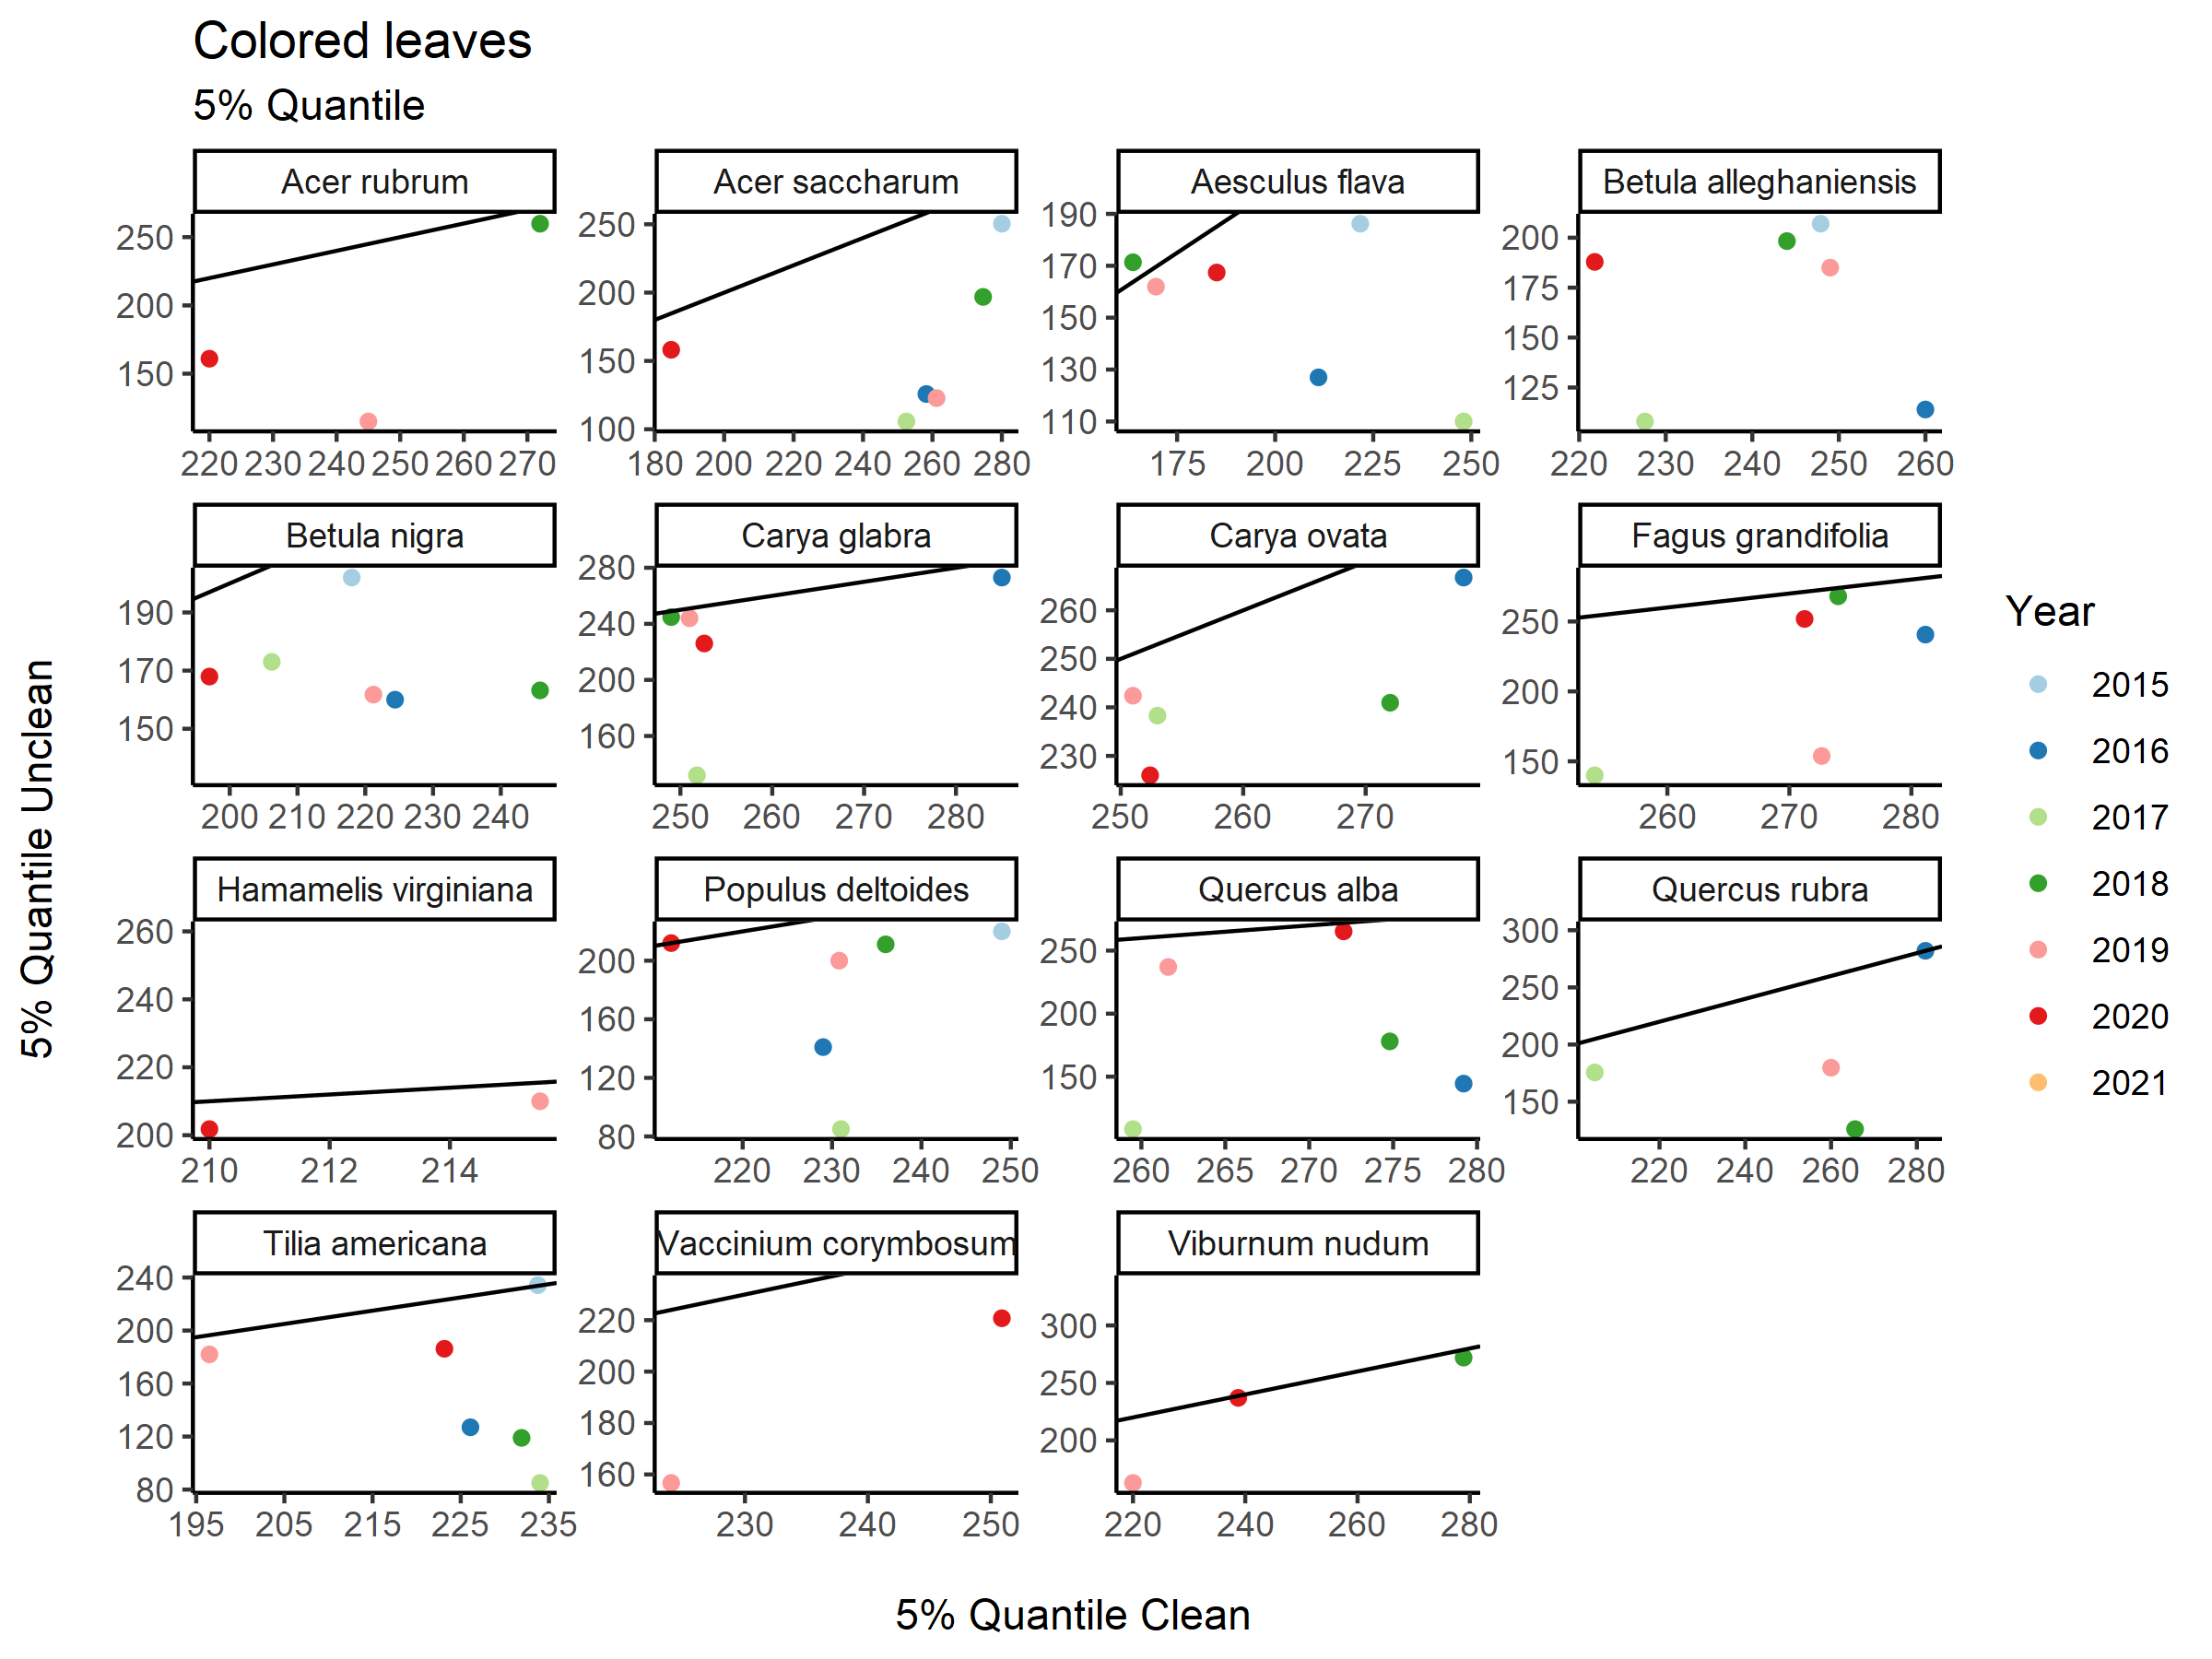 Colored leaves
5% Quantile
Acer rubrum
Acer saccharum
Aesculus flava
Betula alleghaniensis
250
200
150
220 230 240 250 260 270
250
200
150
100
180 200 220 240 260 280
190
170
150
130
110
175 200 225 250
200
175
150
125
220 230 240 250 260
Betula nigra
Carya glabra
Carya ovata
Fagus grandifolia
190
170
150
200 210 220 230 240
280
240
200
160
250 260 270 280
260
250
240
230
250 260 270
250
200
150
260 270 280
Hamamelis virginiana
Populus deltoides
Quercus alba
Quercus rubra
260
240
220
200
210 212 214
200
160
120
80
220 230 240 250
250
200
150
260 265 270 275 280
300
250
200
150
220 240 260 280
Tilia americana
Vaccinium corymbosum
Viburnum nudum
240
200
160
120
80
195 205 215 225 235
220
200
180
160
230 240 250
300
250
200
220 240 260 280
5% Quantile Unclean
5% Quantile Clean
Year
2015
2016
2017
2018
2019
2020
2021